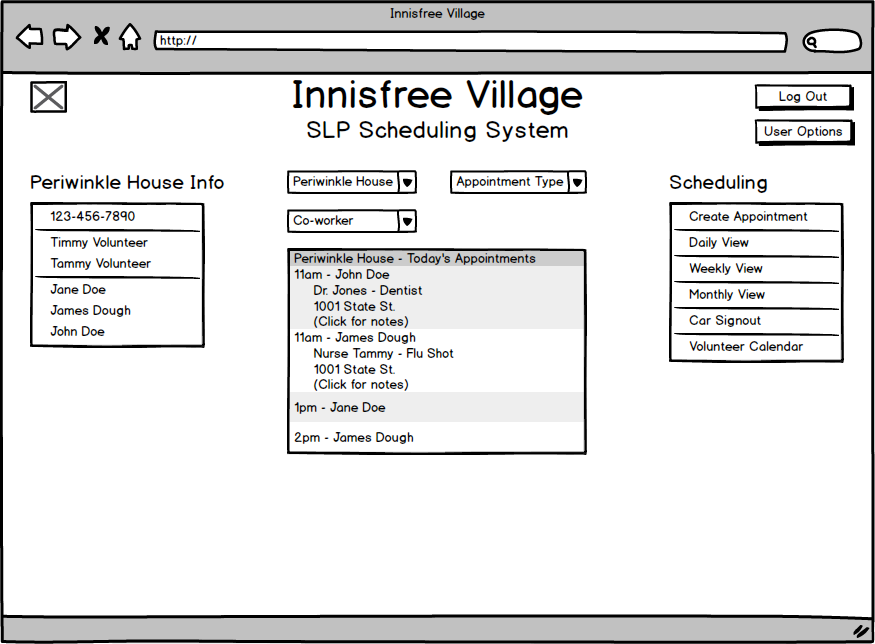 Innisfree Village
http://
Innisfree Village
SLP Scheduling System
Log Out
User Options
Periwinkle House Info
123-456-7890
Timmy Volunteer
Tammy Volunteer
Jane Doe
James Dough
John Doe
Periwinkle House
Appointment Type
Co-worker
Periwinkle House - Today's Appointments
11am - John Doe
Dr. Jones - Dentist
1001 State St.
(Click for notes)
11am - James Dough
Nurse Tammy - Flu Shot
1001 State St.
(Click for notes)
1pm - Jane Doe
2pm - James Dough
Scheduling
Create Appointment
Daily View
Weekly View
Monthly View
Car Signout
Volunteer Calendar